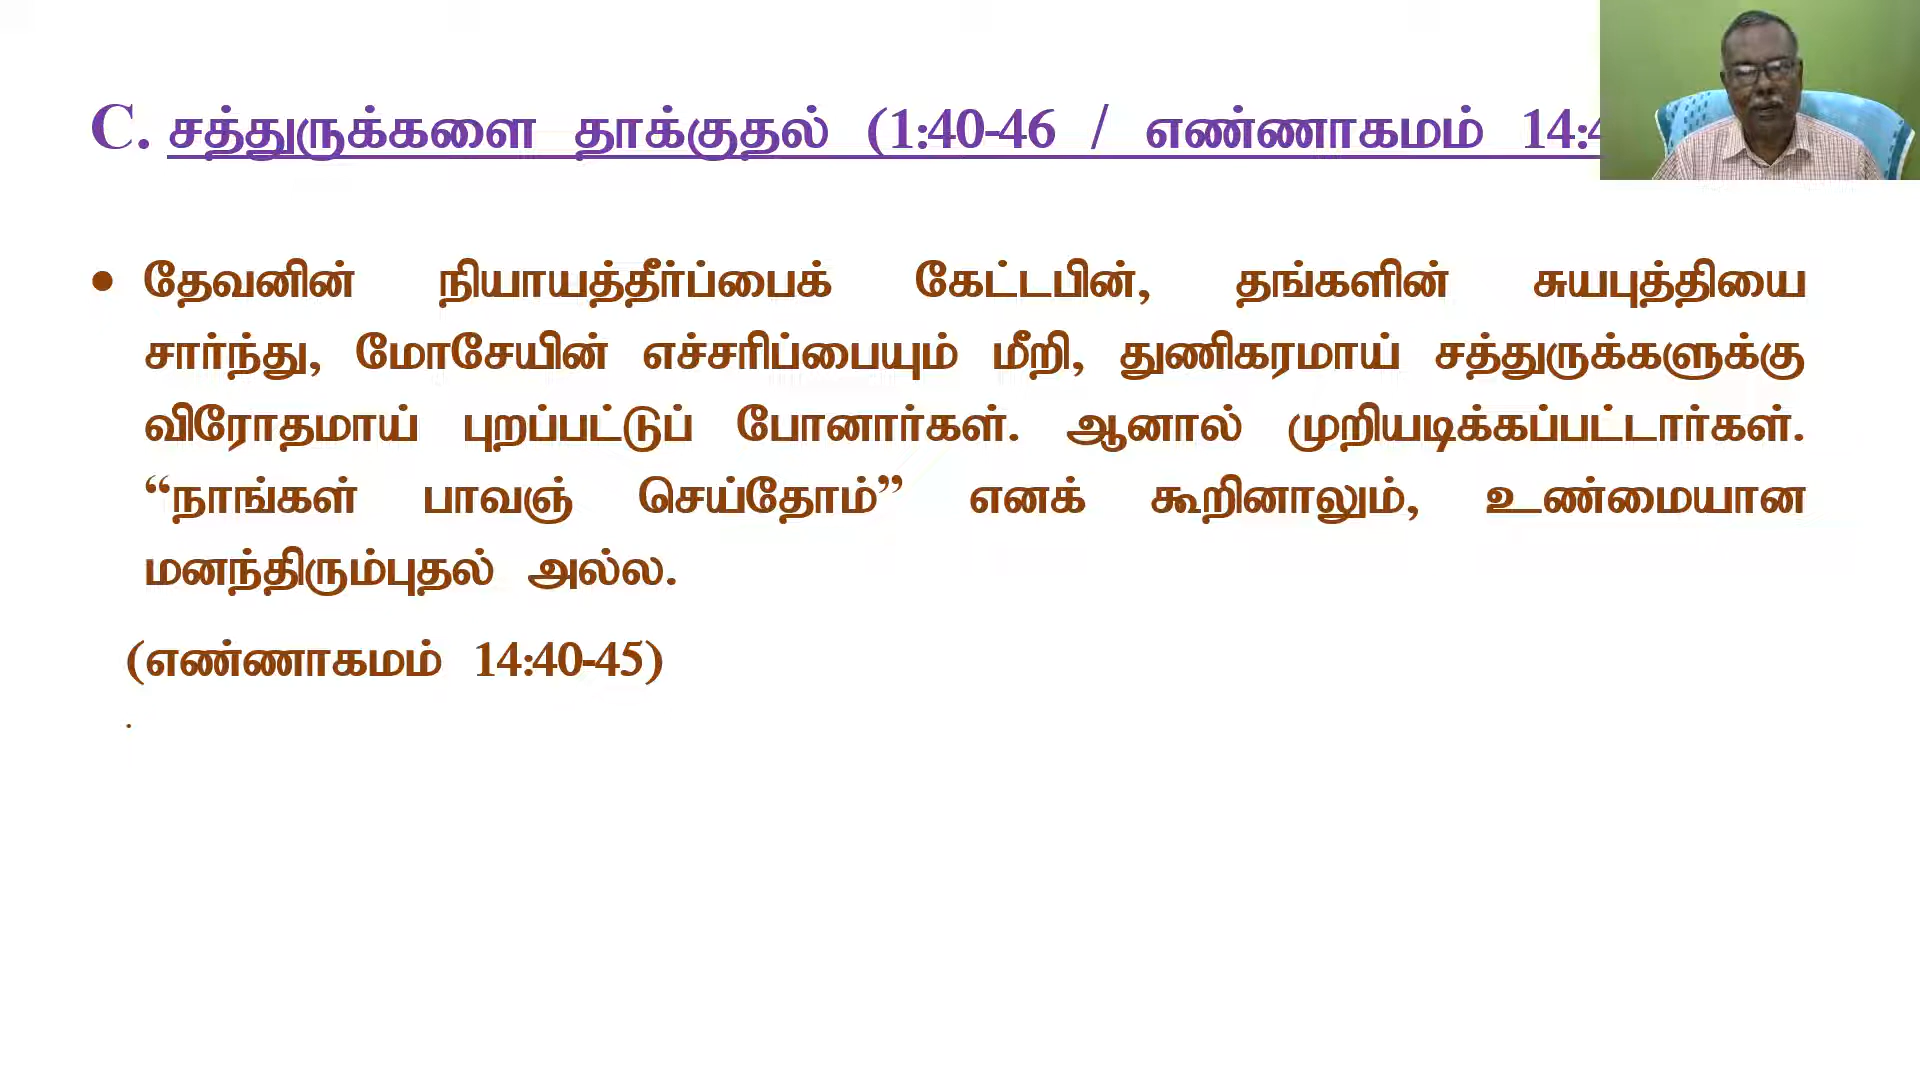 C. சத்துருக்களை தாக்குதல் (1:40-46 / எண்ணாகமம் 14:4
• தேவனின் நியாயத்தீர்ப்பைக் கேட்டபின், தங்களின் சுயபுத்தியை
சார்ந்து, மோசேயின் எச்சரிப்பையும் மீறி, துணிகரமாய் சத்துருக்களுக்கு
விரோதமாய் புறப்பட்டுப் போனார்கள். ஆனால் முறியடிக்கப்பட்டார்கள்.
“நாங்கள் பாவஞ் செய்தோம்” எனக் கூறினாலும், உண்மையான
மனந்திரும்புதல் அல்ல.
(எண்ணாகமம் 14:40-45)
.